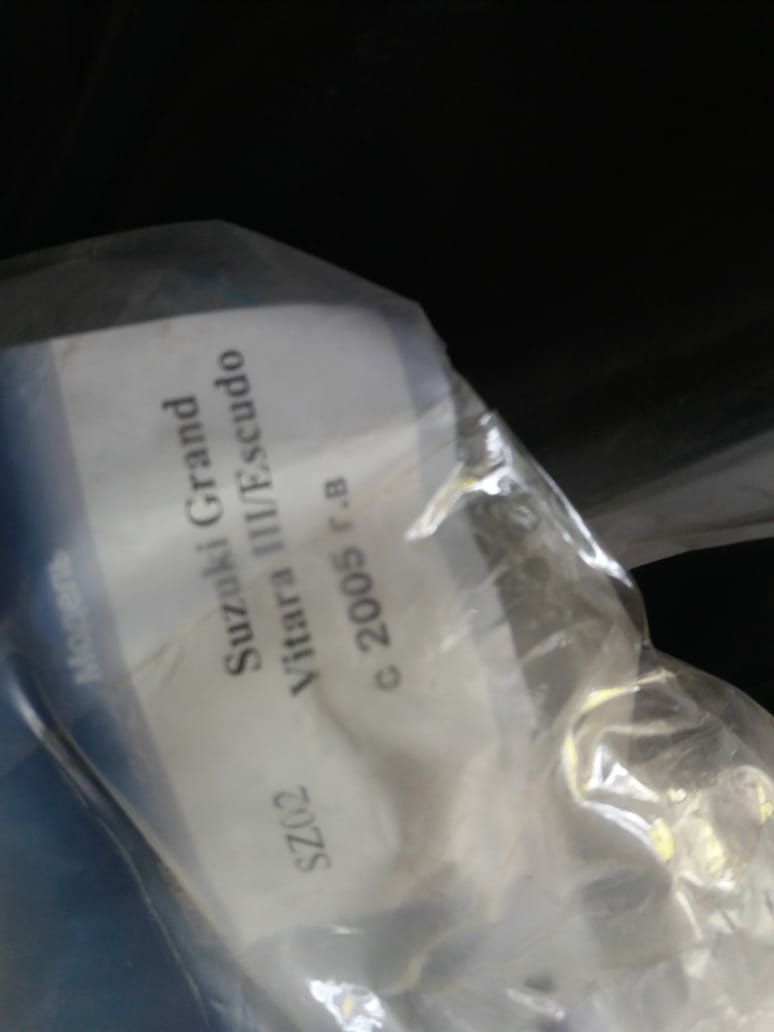 Suzuki Grand
Vitara III/Escudo
с 2005 г.в
SZ02